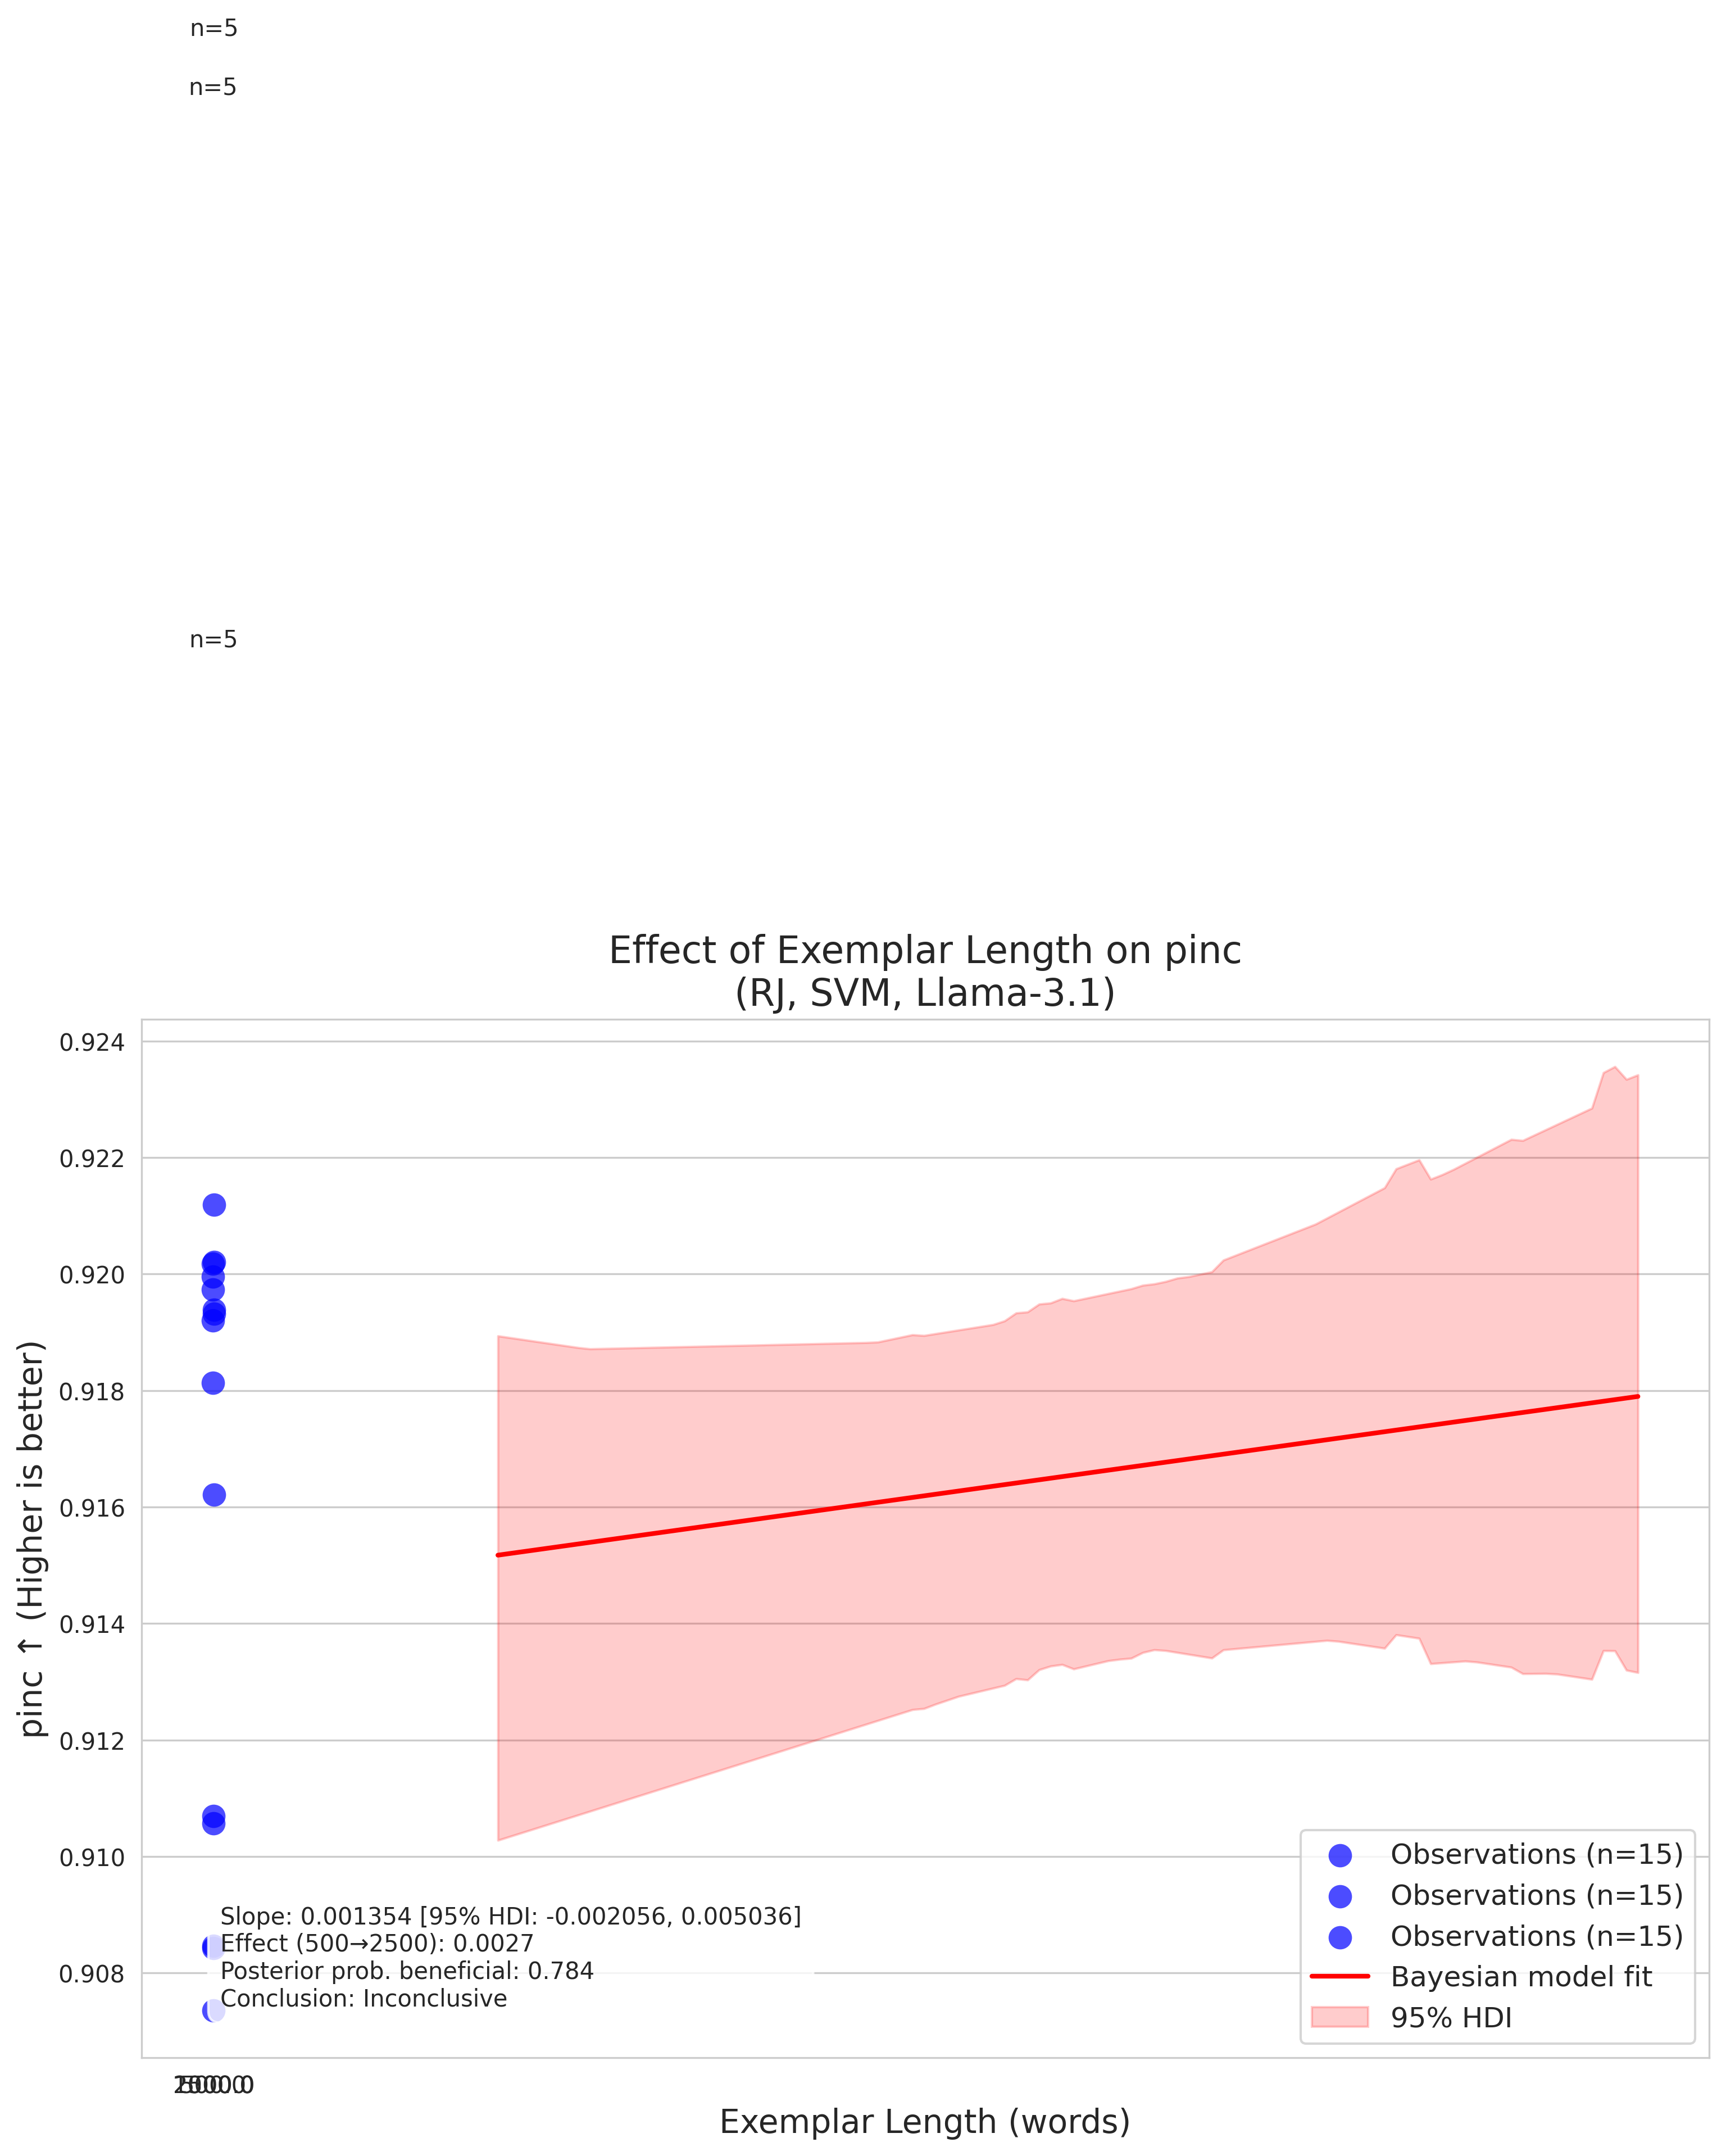 n=5
n=5
n=5
Effect of Exemplar Length on pinc
(RJ, SVM, Llama-3.1)
pinc ↑ (Higher is better)
0.924
0.922
0.920
0.918
0.916
0.914
0.912
0.910
0.908
Slope: 0.001354 [95% HDI: -0.002056, 0.005036]
Effect (500→2500): 0.0027
Posterior prob. beneficial: 0.784
Conclusion: Inconclusive
Observations (n=15)
Observations (n=15)
Observations (n=15)
Bayesian model fit
95% HDI
Exemplar Length (words)